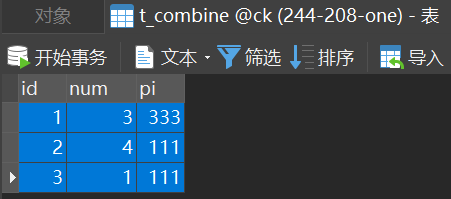 对象 t_combine @ck (244-208-one) - 表
开始事务 文本 筛选 排序 导入
id num pi
1 3 333
2 4 111
3 1 111